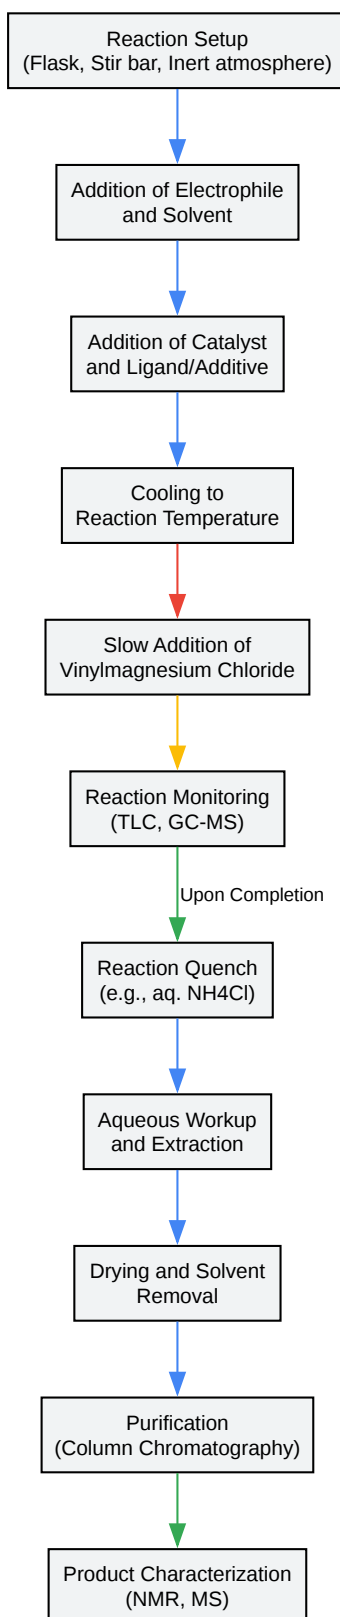 Reaction Setup
(Flask, Stir bar, Inert atmosphere)
Addition of Electrophile
and Solvent
Addition of Catalyst
and Ligand/Additive
Cooling to
Reaction Temperature
Slow Addition of
Vinylmagnesium Chloride
Reaction Monitoring
(TLC, GC-MS)
Upon Completion
Reaction Quench
(e.g., aq. NH4Cl)
Aqueous Workup
and Extraction
Drying and Solvent
Removal
Purification
(Column Chromatography)
Product Characterization
(NMR, MS)